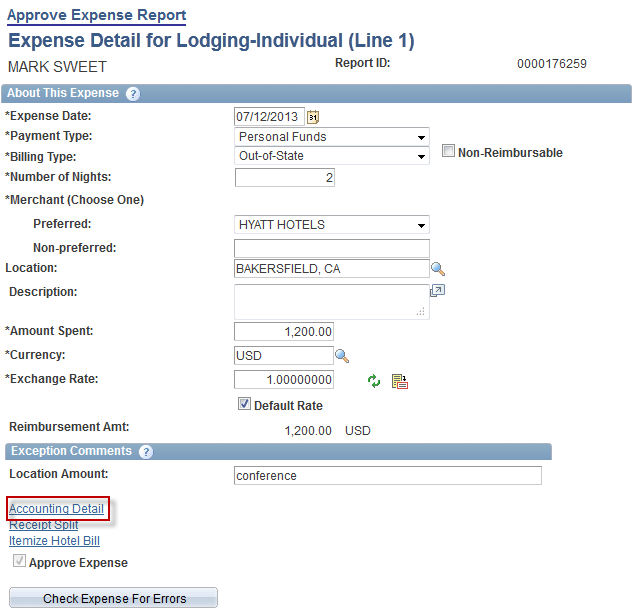 Approve Expense Report
Expense Detail for Lodging-Individual (Line 1)
MARK SWEET Report ID: 0000176259
About This Expense ?
*Expense Date: 07/12/2013 31
*Payment Type: Personal Funds
*Billing Type: Out-of-State Non-Reimbursable
*Number of Nights: 2
*Merchant (Choose One)
Preferred: HYATT HOTELS
Non-preferred:
Location: BAKERSFIELD, CA
Description:
*Amount Spent: 1,200.00
*Currency: USD
*Exchange Rate: 1.00000000
Default Rate
Reimbursement Amt: 1,200.00 USD
Exception Comments ?
Location Amount: conference
Accounting Detail
Receipt Split
Itemize Hotel Bill
Approve Expense
Check Expense For Errors